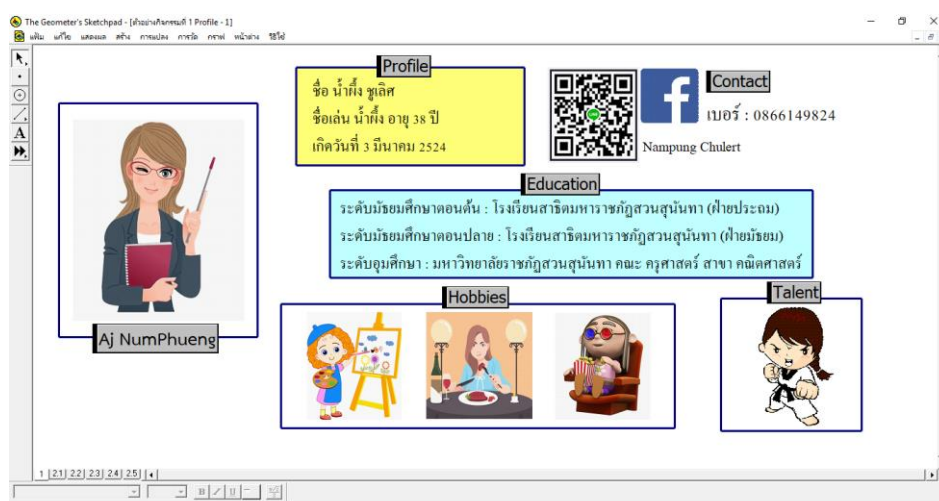 The Geometer's Sketchpad - [ตัวอย่างกิจกรรมที่ 1 Profile - 1]
แฟ้ม แก้ไข แสดงผล สร้าง การแปลง การวัด กราฟ หน้าต่าง วิธีใช้
Profile
ชื่อ น้ำผึ้ง ชูเลิศ
ชื่อเล่น น้ำผึ้ง อายุ 38 ปี
เกิดวันที่ 3 มีนาคม 2524
Contact
เบอร์ : 0866149824
Nampung Chulert
Education
ระดับมัธยมศึกษาตอนต้น : โรงเรียนสาธิตมหาราชภัฏสวนสุนันทา (ฝ่ายประถม)
ระดับมัธยมศึกษาตอนปลาย : โรงเรียนสาธิตมหาราชภัฏสวนสุนันทา (ฝ่ายมัธยม)
ระดับอุมศึกษา : มหาวิทยาลัยราชภัฏสวนสุนันทา คณะ ครุศาสตร์ สาขา คณิตศาสตร์
Aj NumPhueng
Hobbies
Talent
1 2.1 2.2 2.3 2.4 2.5
B I U